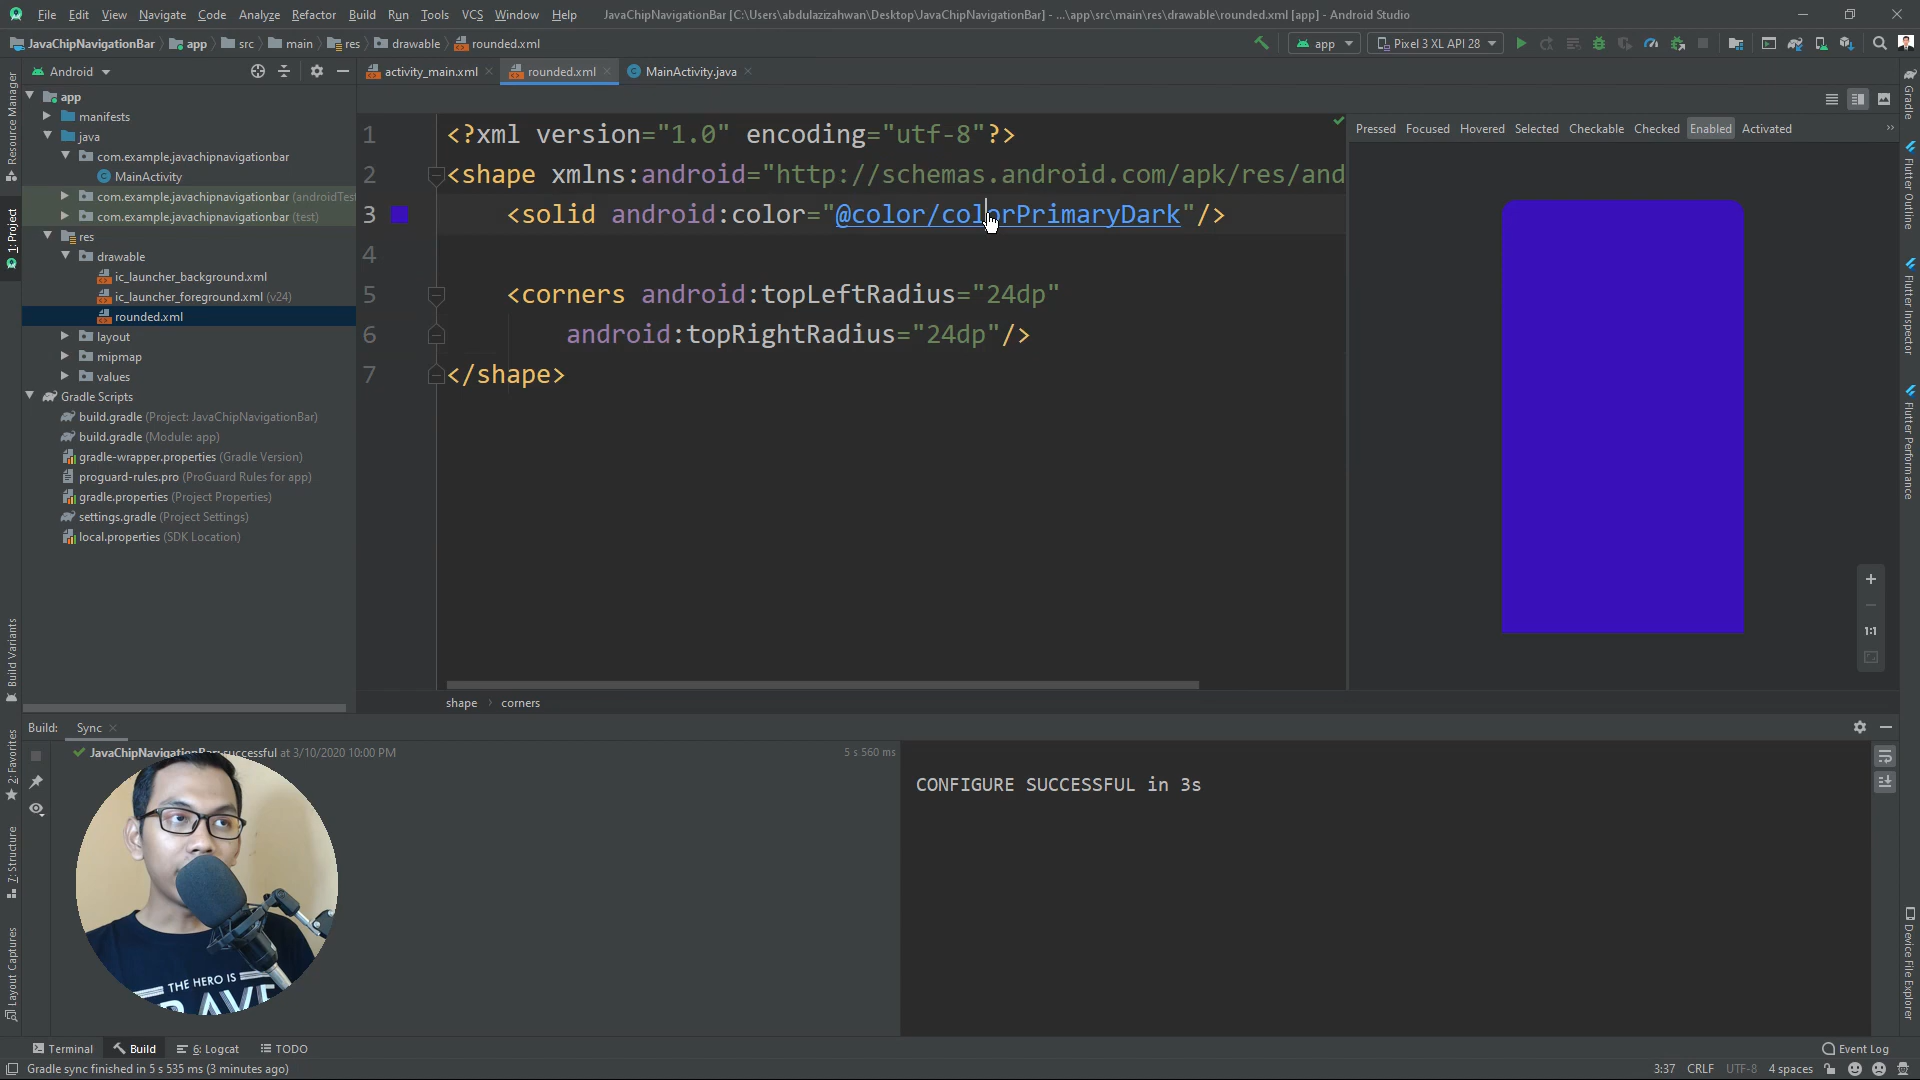 File Edit View Navigate Code Analyze Refactor Build Run Tools VCS Window Help JavaChipNavigationBar [C:\Users\abdulazizahwan\Desktop\JavaChipNavigationBar] - ...\app\src\main\res\drawable\rounded.xml [app] - Android Studio
JavaChipNavigationBar app src main res drawable rounded.xml app Pixel 3 XL API 28
Android activity_main.xml rounded.xml MainActivity.java
app
manifests
java
com.example.javachipnavigationbar
MainActivity
com.example.javachipnavigationbar (androidTest
com.example.javachipnavigationbar (test)
res
drawable
ic_launcher_background.xml
ic_launcher_foreground.xml (v24)
rounded.xml
layout
mipmap
values
Gradle Scripts
build.gradle (Project: JavaChipNavigationBar)
build.gradle (Module: app)
gradle-wrapper.properties (Gradle Version)
proguard-rules.pro (ProGuard Rules for app)
gradle.properties (Project Properties)
settings.gradle (Project Settings)
local.properties (SDK Location)
1 <?xml version="1.0" encoding="utf-8"?>
2 <shape xmlns:android="http://schemas.android.com/apk/res/and
3 <solid android:color="@color/colorPrimaryDark"/>
4
5 <corners android:topLeftRadius="24dp"
6 android:topRightRadius="24dp"/>
7 </shape>
shape corners
Pressed Focused Hovered Selected Checkable Checked Enabled Activated
1:1
Resource Manager
1: Project
Build Variants
2: Favorites
7: Structure
Layout Captures
Gradle
Flutter Outline
Flutter Inspector
Flutter Performance
Device File Explorer
Build: Sync
JavaChipNavigationBar: successful at 3/10/2020 10:00 PM 5 s 560 ms
CONFIGURE SUCCESSFUL in 3s
THE HERO IS
Terminal Build 6: Logcat TODO Event Log
Gradle sync finished in 5 s 535 ms (3 minutes ago) 3:37 CRLF UTF-8 4 spaces